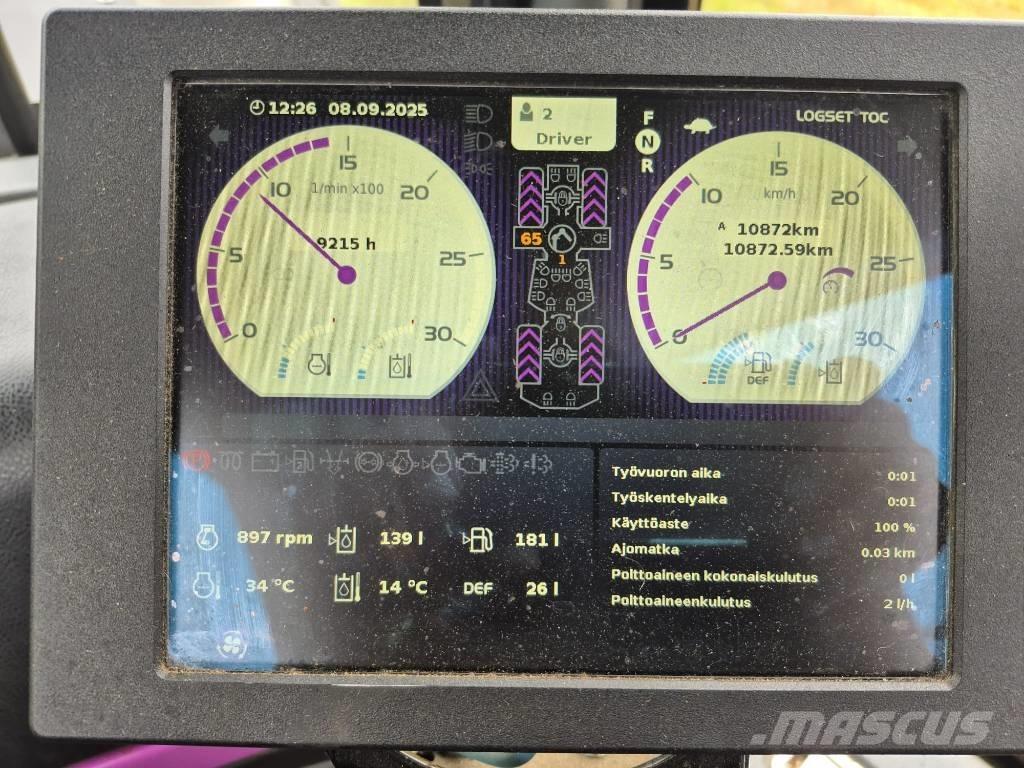 12:26 08.09.2025
2
Driver
F
N
R
LOGSET TOC
0
5
10
15
20
25
30
1/min x100
9215 h
65
1
0
5
10
15
20
25
30
km/h
A 10872km
10872.59km
DEF
897 rpm 139 l 181 l
34 °C 14 °C DEF 26 l
Työvuoron aika 0:01
Työskentelyaika 0:01
Käyttöaste 100 %
Ajomatka 0.03 km
Polttoaineen kokonaiskulutus 0 l
Polttoaineenkulutus 2 l/h
MASCUS